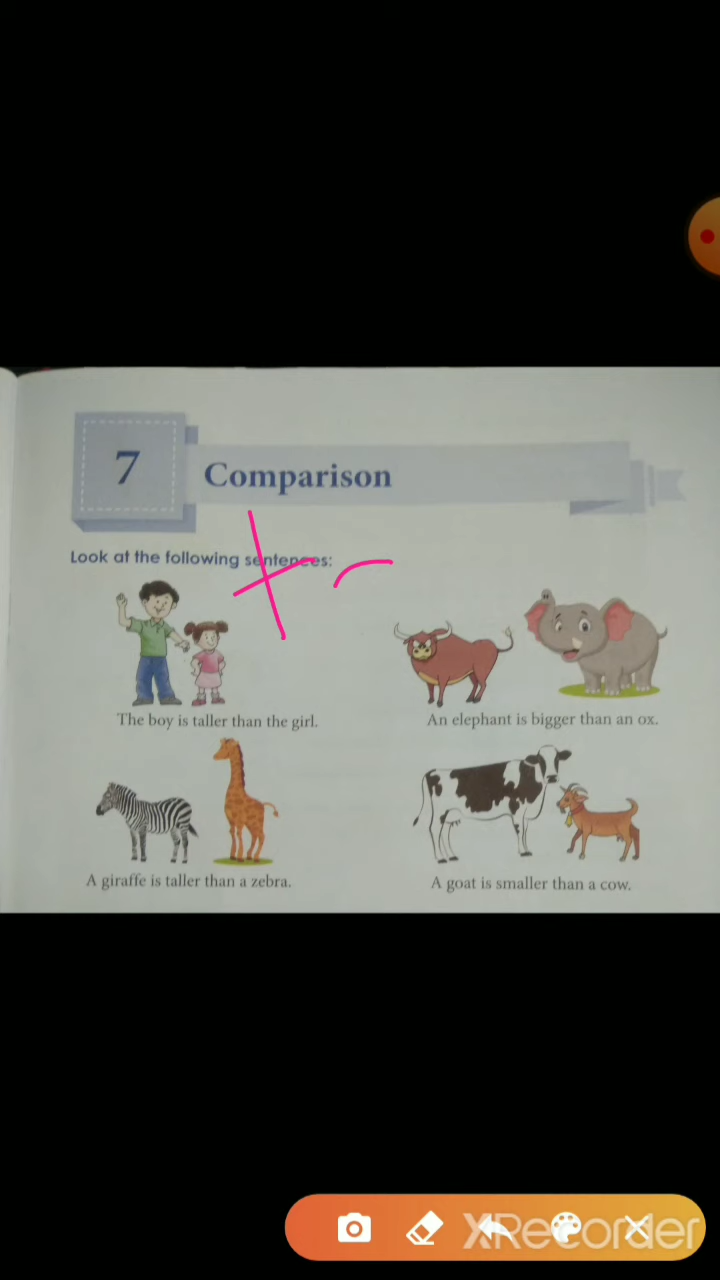 7
Comparison
Look at the following sentences:
The boy is taller than the girl.
An elephant is bigger than an ox.
A giraffe is taller than a zebra.
A goat is smaller than a cow.
XRecorder